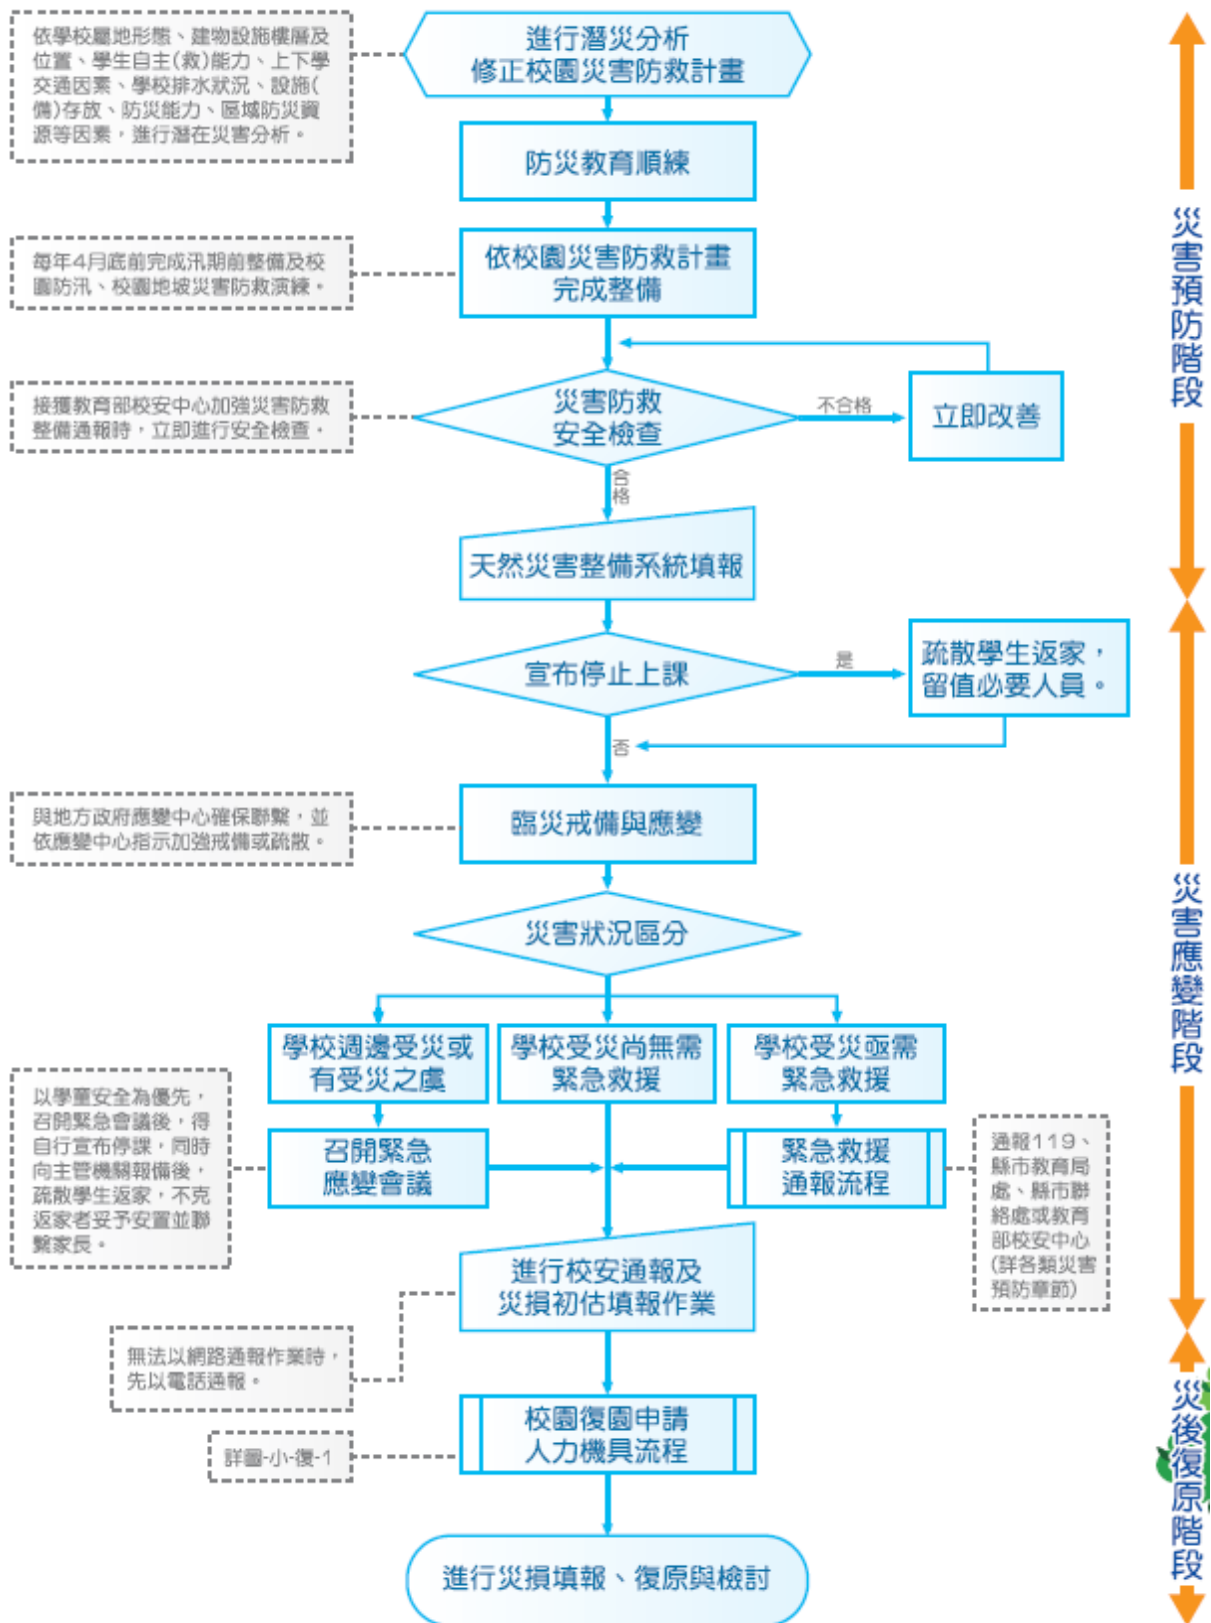 依學校屬地形態、建物設施樓層及
位置、學生自主(救)能力、上下學
交通因素、學校排水狀況、設施(
備)存放、防災能力、區域防災資
源等因素，進行潛在災害分析。
進行潛災分析
修正校園災害防救計畫
防災教育順練
每年4月底前完成汛期前整備及校
園防汛、校園地坡災害防救演練。
依校園災害防救計畫
完成整備
接獲教育部校安中心加強災害防救
整備通報時，立即進行安全檢查。
災害防救
安全檢查
不合格
立即改善
合格
天然災害整備系統填報
災害預防階段
宣布停止上課
是
疏散學生返家，
留值必要人員。
否
與地方政府應變中心確保聯繫，並
依應變中心指示加強戒備或疏散。
臨災戒備與應變
災害狀況區分
學校週邊受災或
有受災之虞
學校受災尚無需
緊急救援
學校受災亟需
緊急救援
以學童安全為優先，
召開緊急會議後，得
自行宣布停課，同時
向主管機關報備後，
疏散學生返家，不克
返家者妥予安置並聯
繫家長。
召開緊急
應變會議
緊急救援
通報流程
通報119、
縣市教育局
處、縣市聯
絡處或教育
部校安中心
(詳各類災害
預防章節)
進行校安通報及
災損初估填報作業
災害應變階段
無法以網路通報作業時，
先以電話通報。
詳圖-小-復-1
校園復園申請
人力機具流程
進行災損填報、復原與檢討
災後復原階段